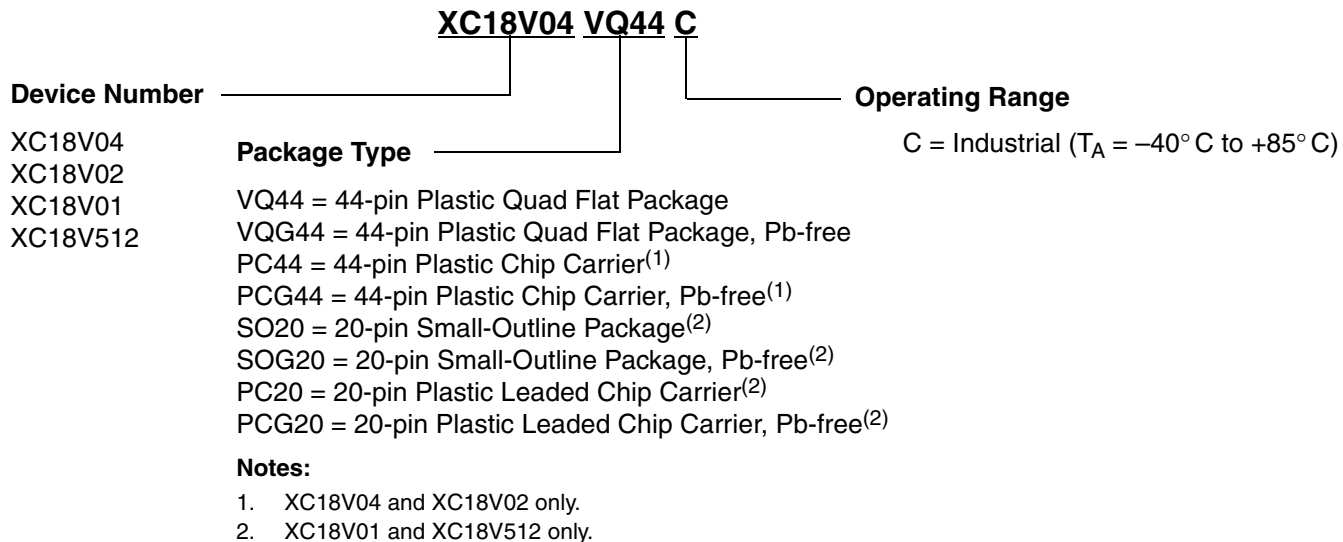 XC18V04 VQ44 C
Device Number
XC18V04
XC18V02
XC18V01
XC18V512
Package Type
VQ44 = 44-pin Plastic Quad Flat Package
VQG44 = 44-pin Plastic Quad Flat Package, Pb-free
PC44 = 44-pin Plastic Chip Carrier(1)
PCG44 = 44-pin Plastic Chip Carrier, Pb-free(1)
SO20 = 20-pin Small-Outline Package(2)
SOG20 = 20-pin Small-Outline Package, Pb-free(2)
PC20 = 20-pin Plastic Leaded Chip Carrier(2)
PCG20 = 20-pin Plastic Leaded Chip Carrier, Pb-free(2)
Notes:
1. XC18V04 and XC18V02 only.
2. XC18V01 and XC18V512 only.
Operating Range
C = Industrial (TA = –40° C to +85° C)